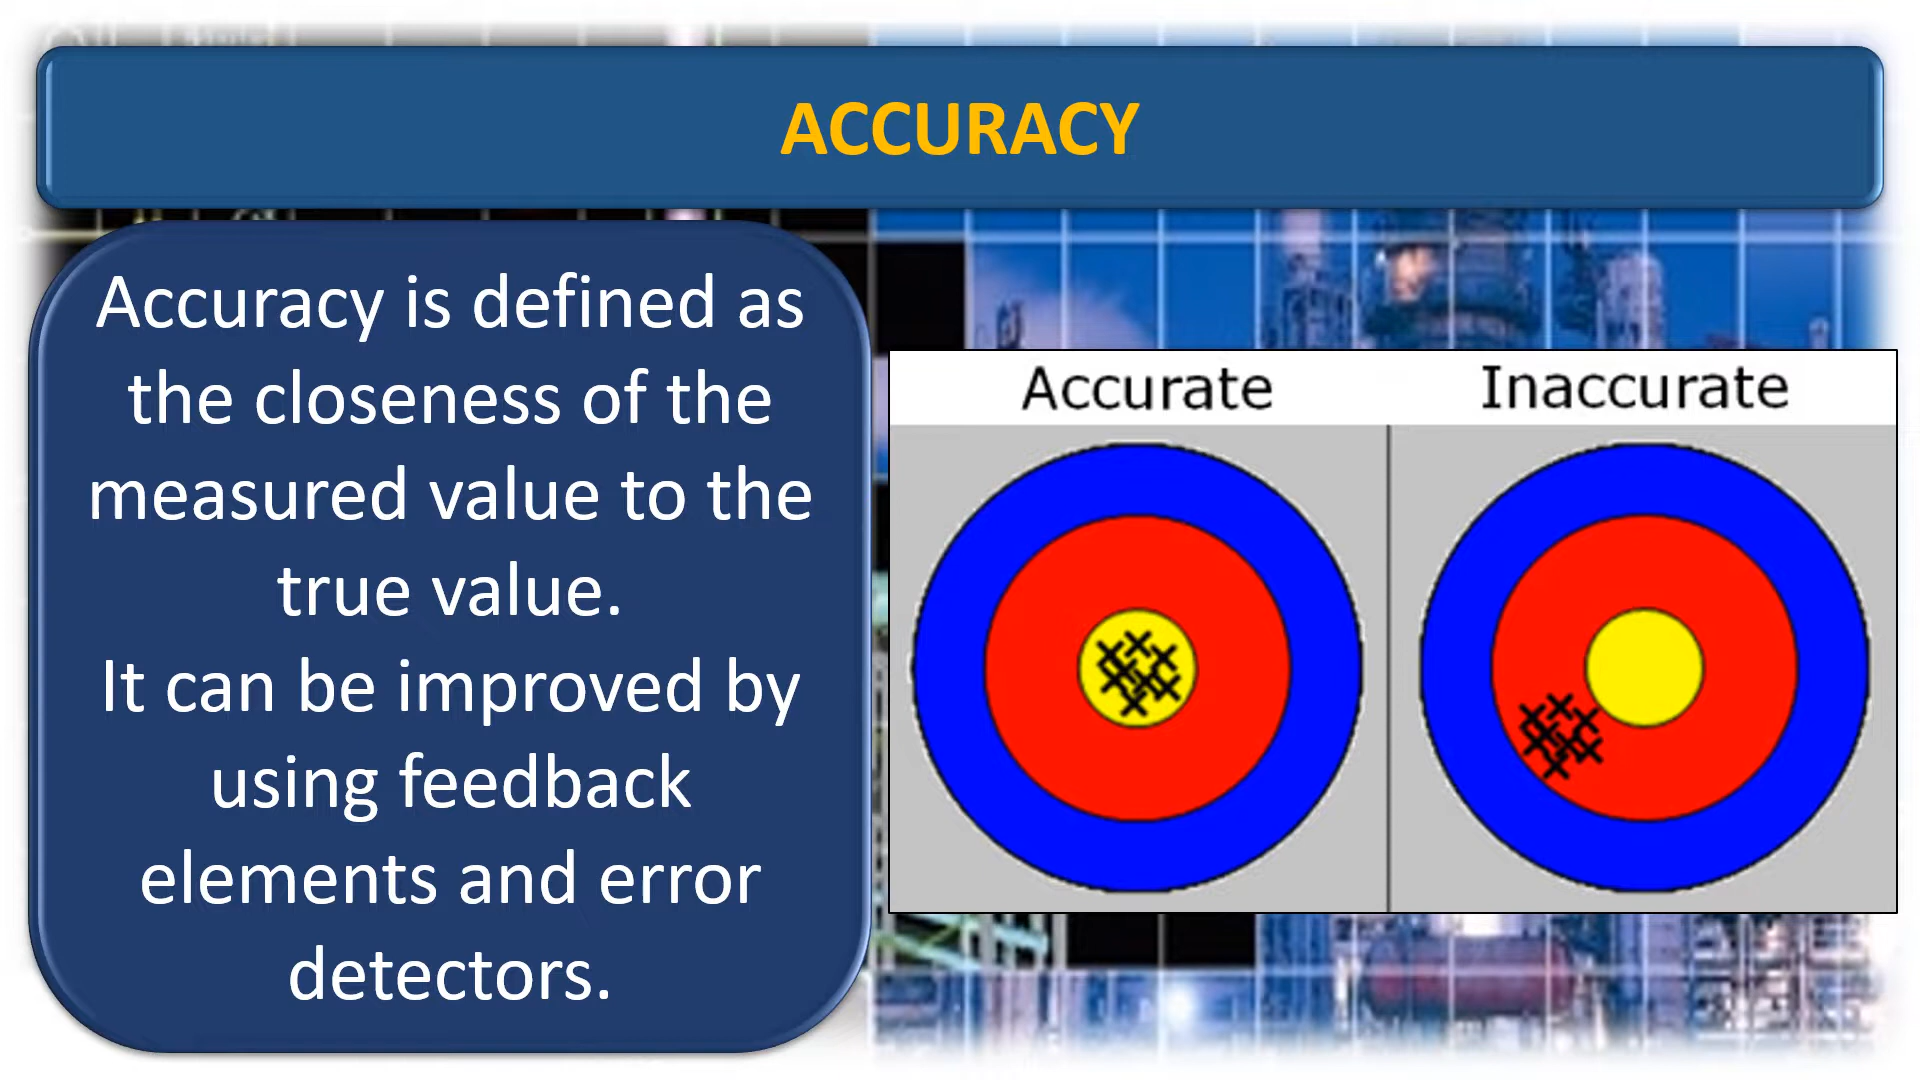 ACCURACY
Accuracy is defined as
the closeness of the
measured value to the
true value.
It can be improved by
using feedback
elements and error
detectors.
Accurate
Inaccurate